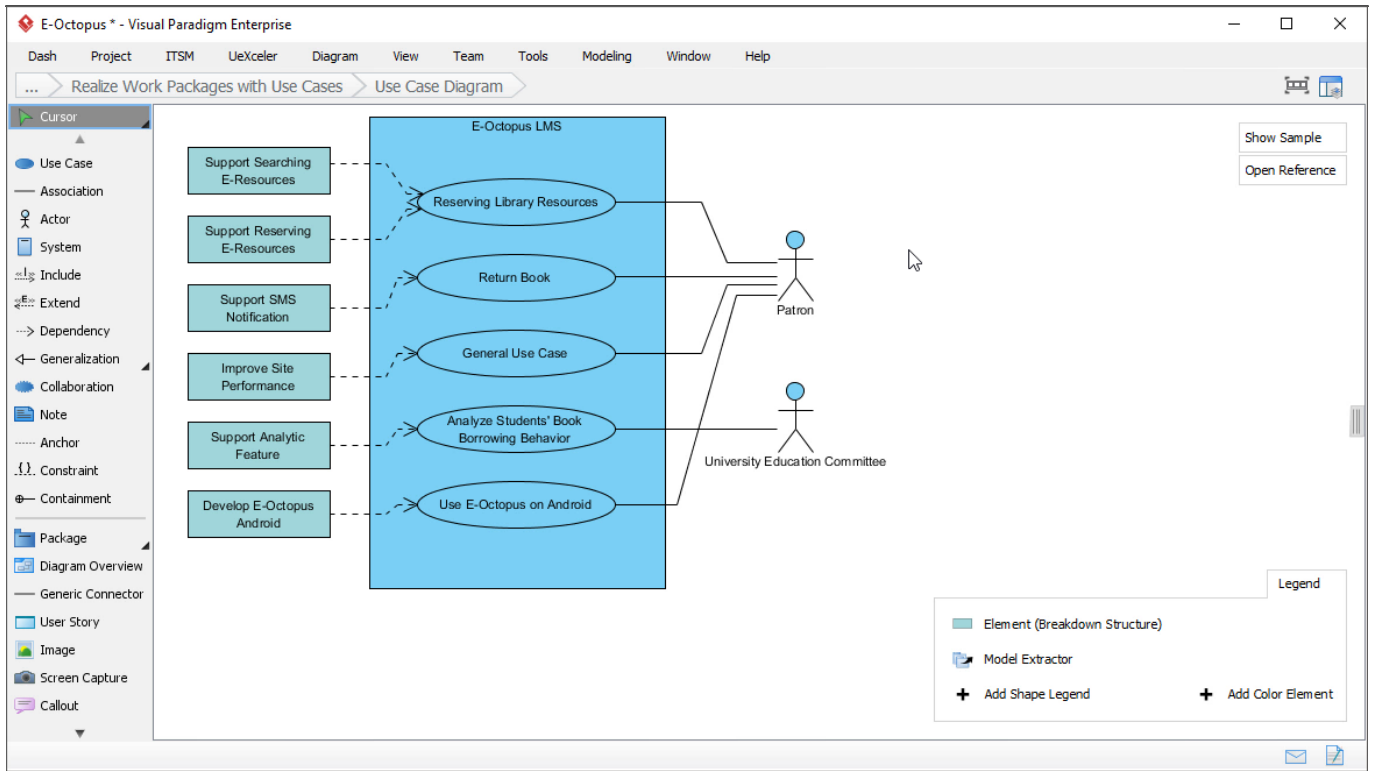 E-Octopus * - Visual Paradigm Enterprise
Dash Project ITSM UeXceler Diagram View Team Tools Modeling Window Help
... Realize Work Packages with Use Cases Use Case Diagram
Cursor
Use Case
Association
Actor
System
Include
Extend
Dependency
Generalization
Collaboration
Note
Anchor
Constraint
Containment
Package
Diagram Overview
Generic Connector
User Story
Image
Screen Capture
Callout
E-Octopus LMS
Support Searching
E-Resources
Support Reserving
E-Resources
Support SMS
Notification
Improve Site
Performance
Support Analytic
Feature
Develop E-Octopus
Android
Reserving Library Resources
Return Book
General Use Case
Analyze Students' Book
Borrowing Behavior
Use E-Octopus on Android
Patron
University Education Committee
Show Sample
Open Reference
Legend
Element (Breakdown Structure)
Model Extractor
Add Shape Legend
Add Color Element